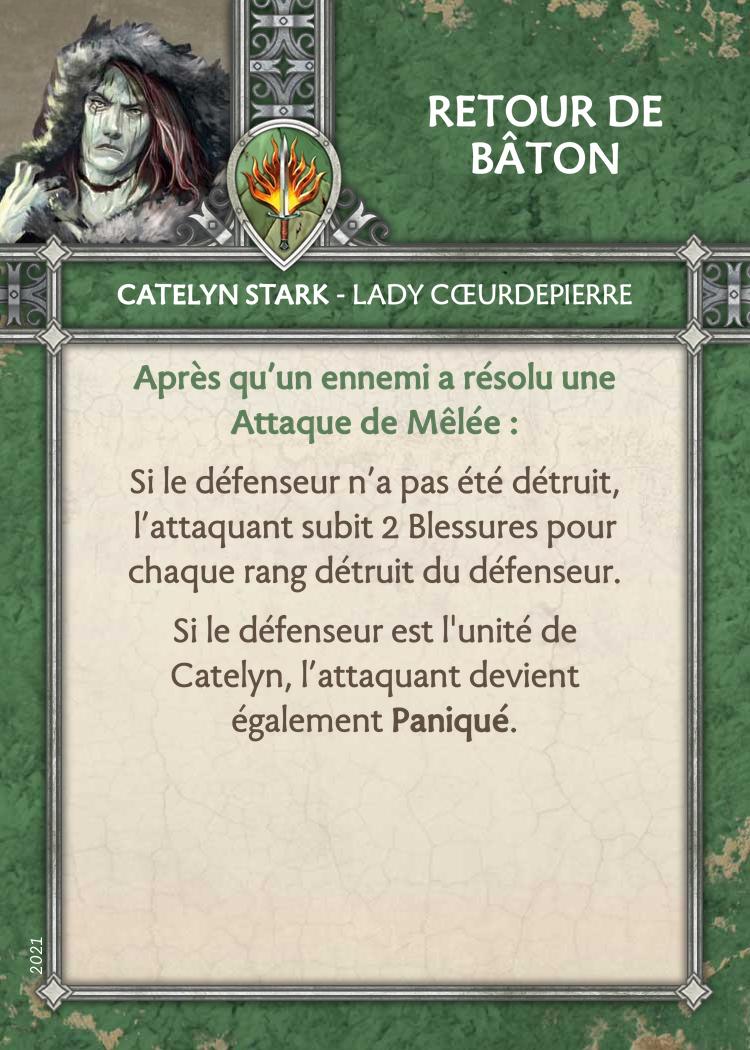 RETOUR DE
BÂTON
CATELYN STARK - LADY CŒURDEPIERRE
Après qu’un ennemi a résolu une
Attaque de Mêlée :
Si le défenseur n’a pas été détruit,
l’attaquant subit 2 Blessures pour
chaque rang détruit du défenseur.
Si le défenseur est l'unité de
Catelyn, l’attaquant devient
également Paniqué.
2021